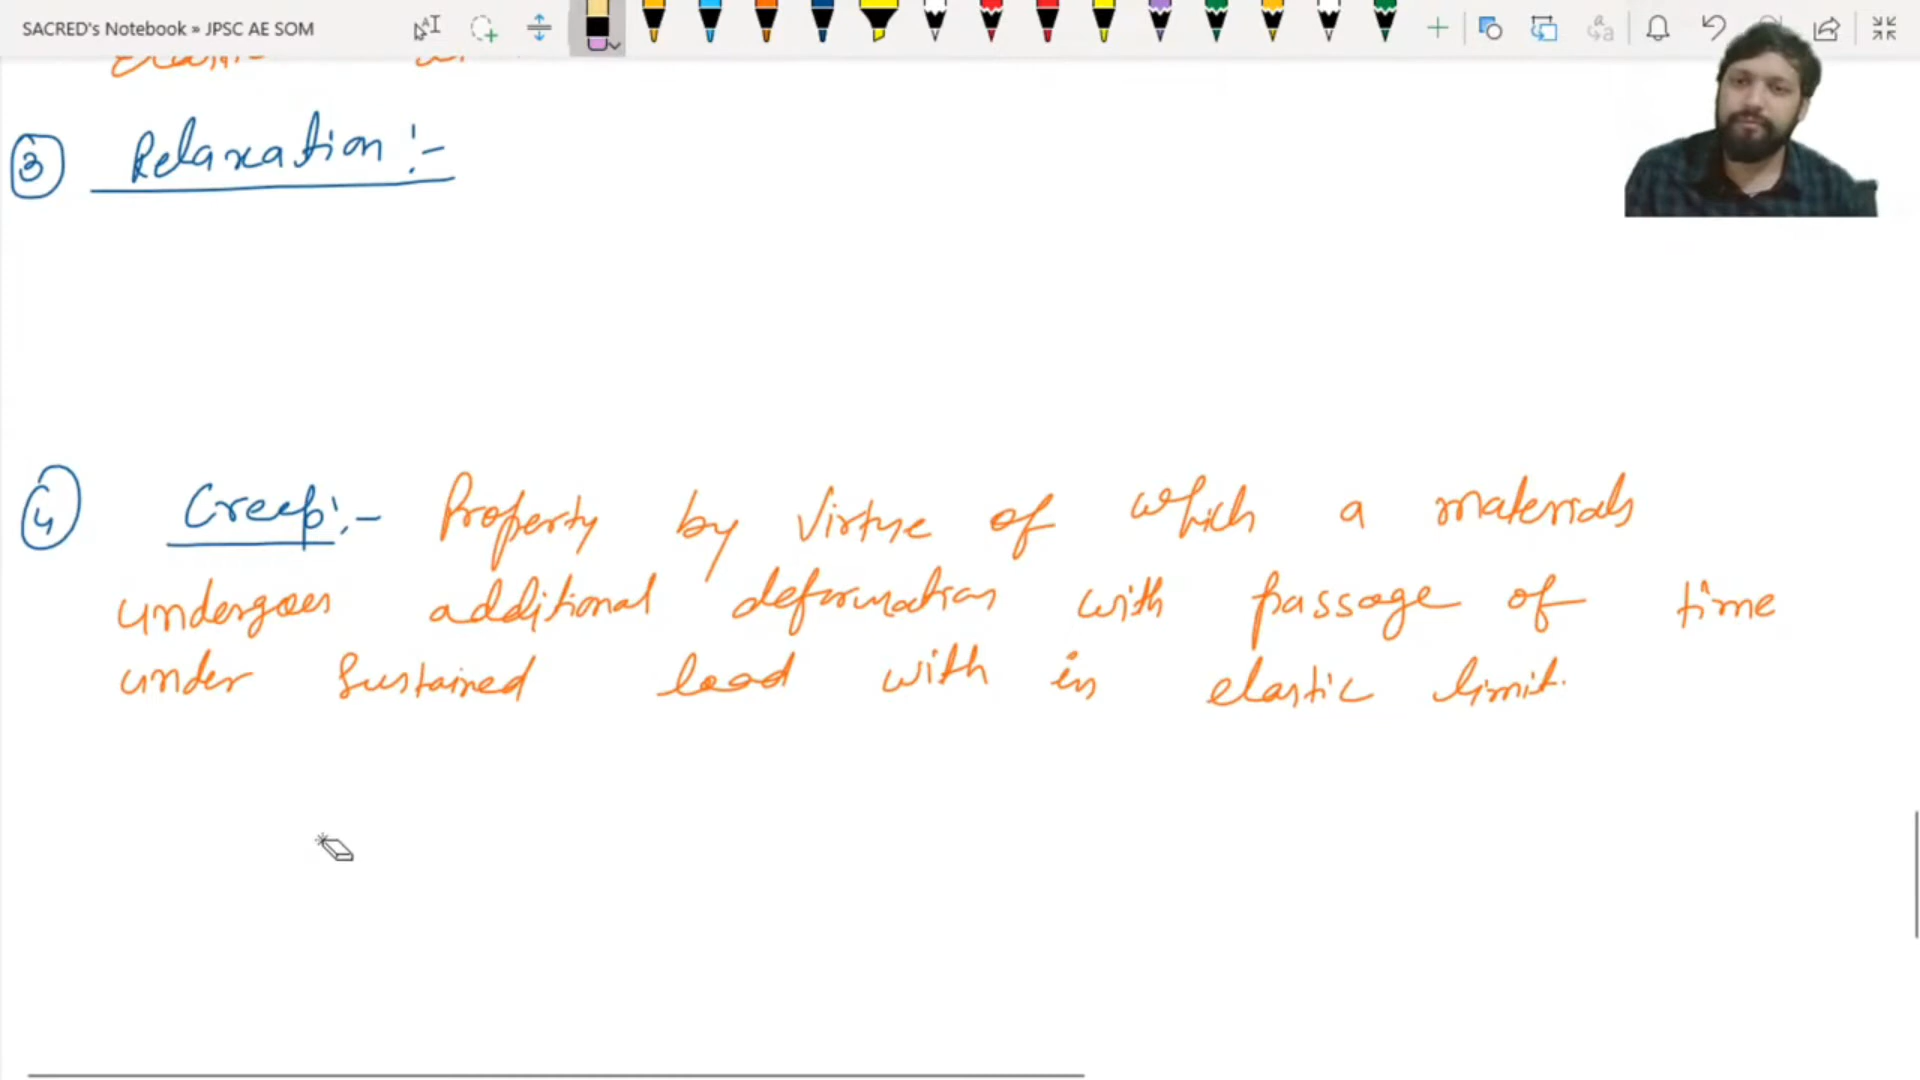 SACRED's Notebook » JPSC AE SOM
3 Relaxation :-
4 Creep :- Property by virtue of which a materials
undergoes additional deformation with passage of time
under sustained load with in elastic limit.